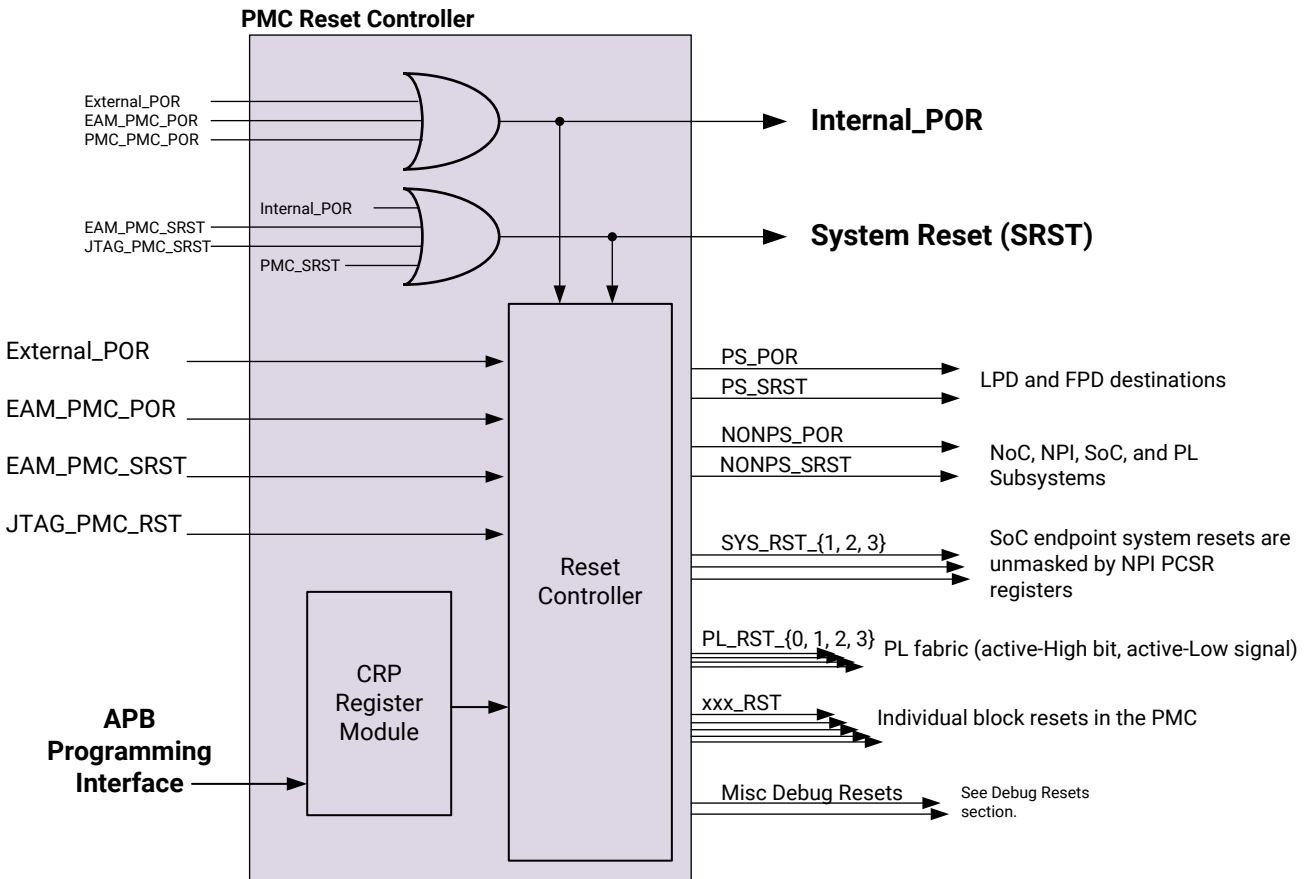 PMC Reset Controller
External_POR
EAM_PMC_POR
PMC_PMC_POR
Internal_POR
Internal_POR
EAM_PMC_SRST
JTAG_PMC_SRST
PMC_SRST
System Reset (SRST)
External_POR
EAM_PMC_POR
EAM_PMC_SRST
JTAG_PMC_RST
APB
Programming
Interface
CRP
Register
Module
Reset
Controller
PS_POR
PS_SRST
LPD and FPD destinations
NONPS_POR
NONPS_SRST
NoC, NPI, SoC, and PL
Subsystems
SYS_RST_{1, 2, 3}
SoC endpoint system resets are
unmasked by NPI PCSR
registers
PL_RST_{0, 1, 2, 3}
PL fabric (active-High bit, active-Low signal)
xxx_RST
Individual block resets in the PMC
Misc Debug Resets
See Debug Resets
section.